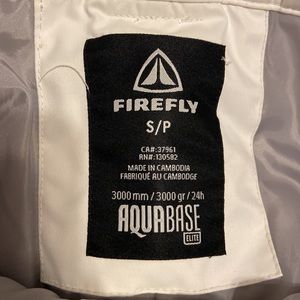 FIREFLY
S/P
CA#:37961
RN#:130582
MADE IN CAMBODIA
FABRIQUÉ AU CAMBODGE
3000 mm / 3000 gr / 24h
AQUABASE
ELITE